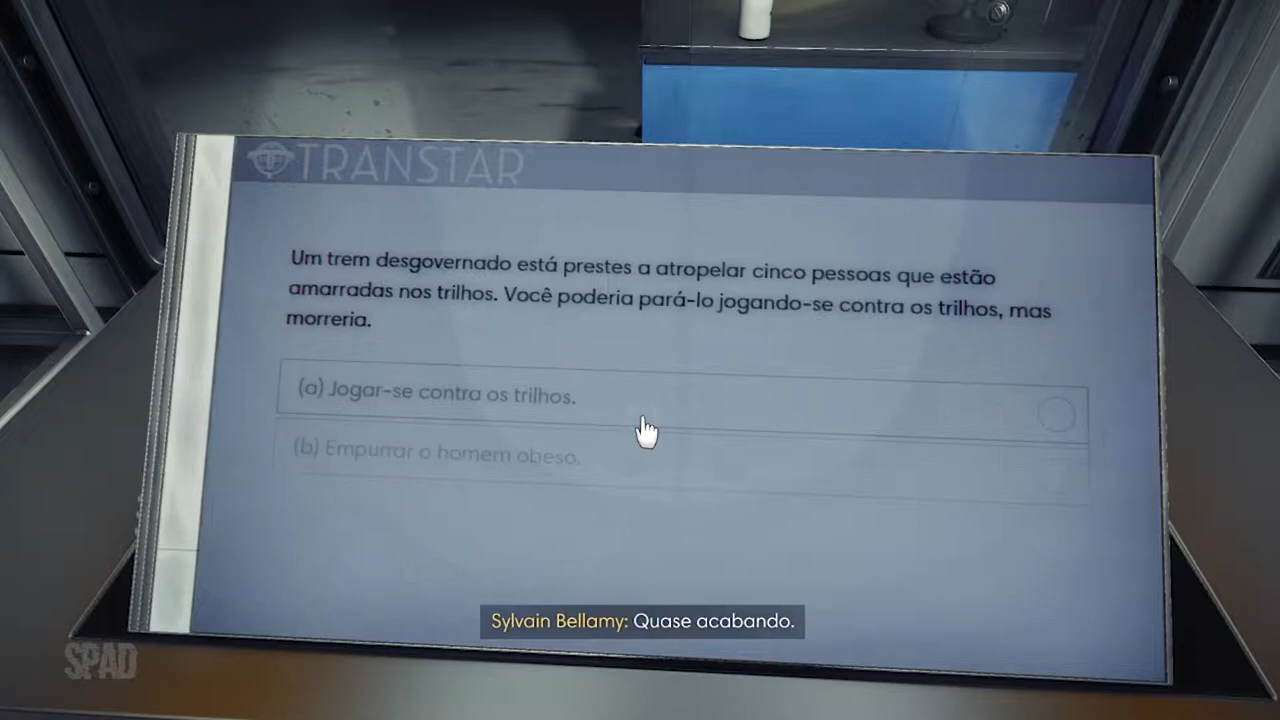 TRANSTAR
Um trem desgovernado está prestes a atropelar cinco pessoas que estão
amarradas nos trilhos. Você poderia pará-lo jogando-se contra os trilhos, mas
morreria.
(a) Jogar-se contra os trilhos.
(b) Empurrar o homem obeso.
Sylvain Bellamy: Quase acabando.
SPAD